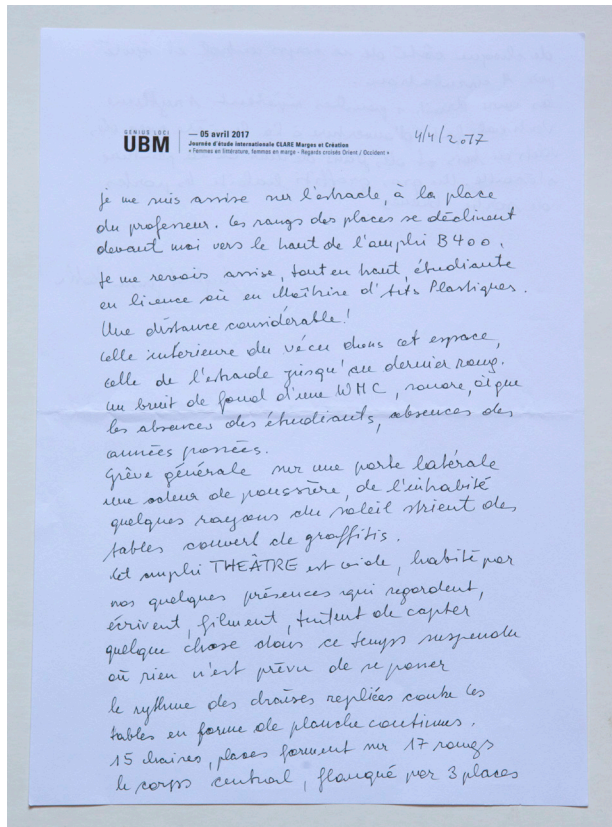 GENIUS LOCI
UBM
— 05 avril 2017
Journée d'étude internationale CLARE Marges et Création
« Femmes en littérature, femmes en marge - Regards croisés Orient / Occident »
4/4/2017
je me suis assise sur l'estracle, à la place
du professeur. Les rangs des places se déclinent
devant moi vers le haut de l'amphi B400.
Je me revois assise, tout en haut, étudiante
en licence où en Maîtrise d'Arts Plastiques.
Une distance considérable!
celle intérieure du vécu dans cet espace,
celle de l'estrade jusqu'au dernier rang.
un bruit de fond d'une VMC, sonore, aigue
les absences des étudiants, absences des
années passées.
Grève générale sur une porte latérale
une odeur de poussière, de l'inhabité
quelques rayons du soleil strient des
tables couvert de graffitis.
Cet amphi THEÂTRE est vide, habité par
nos quelques présences qui regardent,
écrivent, filment, tentent de capter
quelque chose dans ce temps suspendu
où rien n'est prévu de se passer
le rythme des chaises repliées contre les
tables en forme de planche continues.
15 chaires, places forment sur 17 rangs
le corps central, flanqué par 3 places